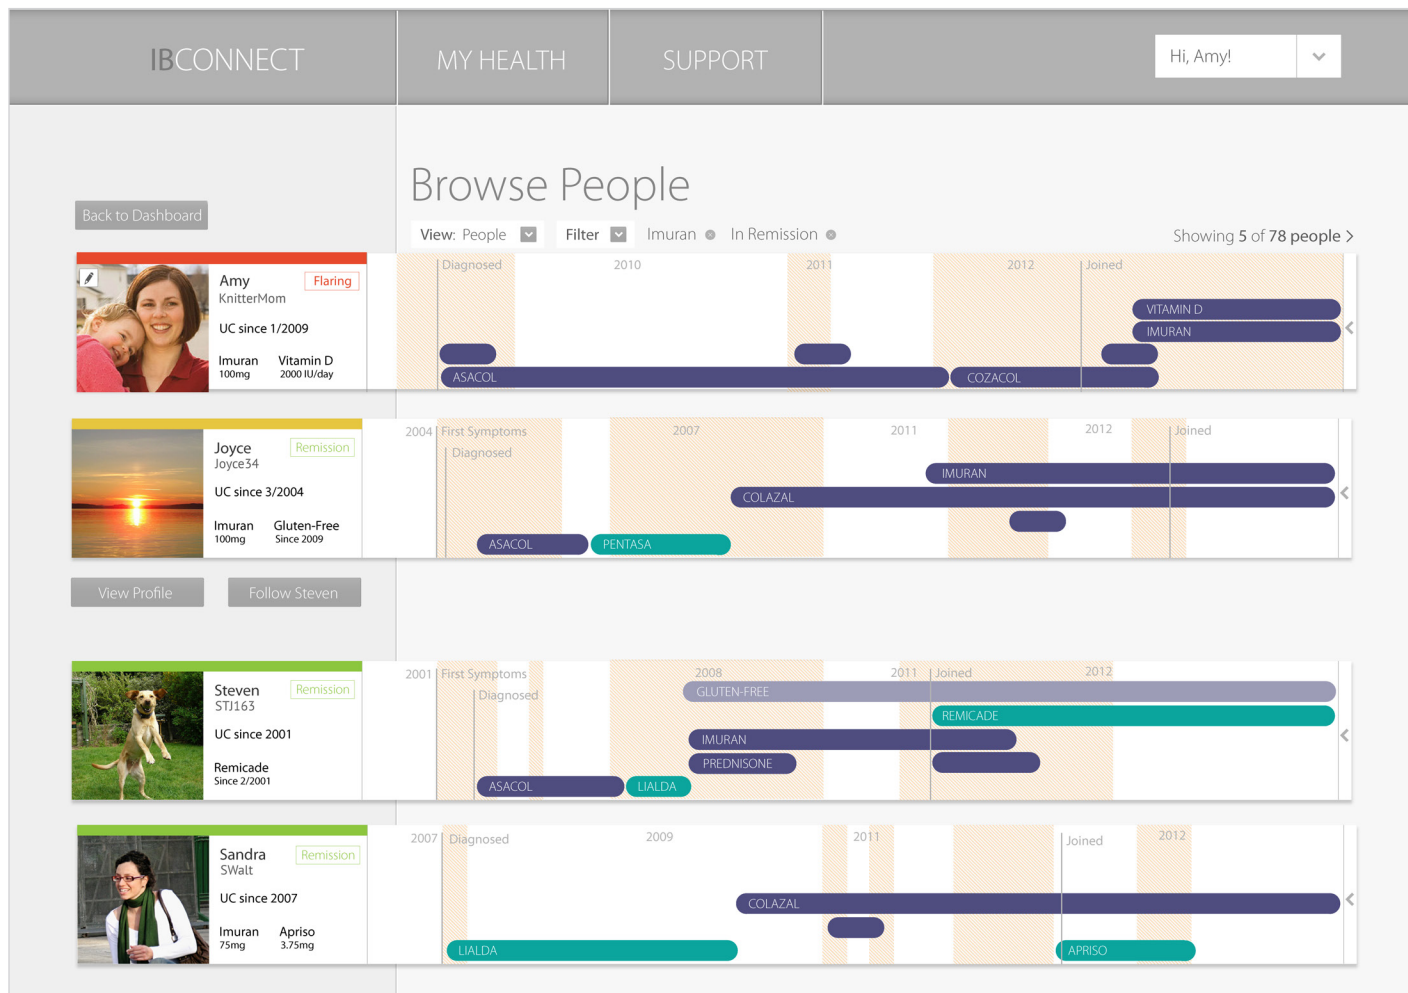 IBCONNECT
MY HEALTH
SUPPORT
Hi, Amy!
Browse People
Back to Dashboard
View: People
Filter
Imuran
In Remission
Showing 5 of 78 people >
Amy
Flaring
KnitterMom
UC since 1/2009
Imuran Vitamin D
100mg 2000 IU/day
Diagnosed
2010
2011
2012
Joined
VITAMIN D
IMURAN
ASACOL
COZACOL
Joyce
Remission
Joyce34
UC since 3/2004
Imuran Gluten-Free
100mg Since 2009
2004
First Symptoms
2007
2011
2012
Joined
Diagnosed
IMURAN
COLAZAL
ASACOL
PENTASA
View Profile
Follow Steven
Steven
Remission
STJ163
UC since 2001
Remicade
Since 2/2001
2001
First Symptoms
2008
2011
Joined
2012
Diagnosed
GLUTEN-FREE
REMICADE
IMURAN
PREDNISONE
ASACOL
LIALDA
Sandra
Remission
SWalt
UC since 2007
Imuran Apriso
75mg 3.75mg
2007
Diagnosed
2009
2011
Joined
2012
COLAZAL
LIALDA
APRISO